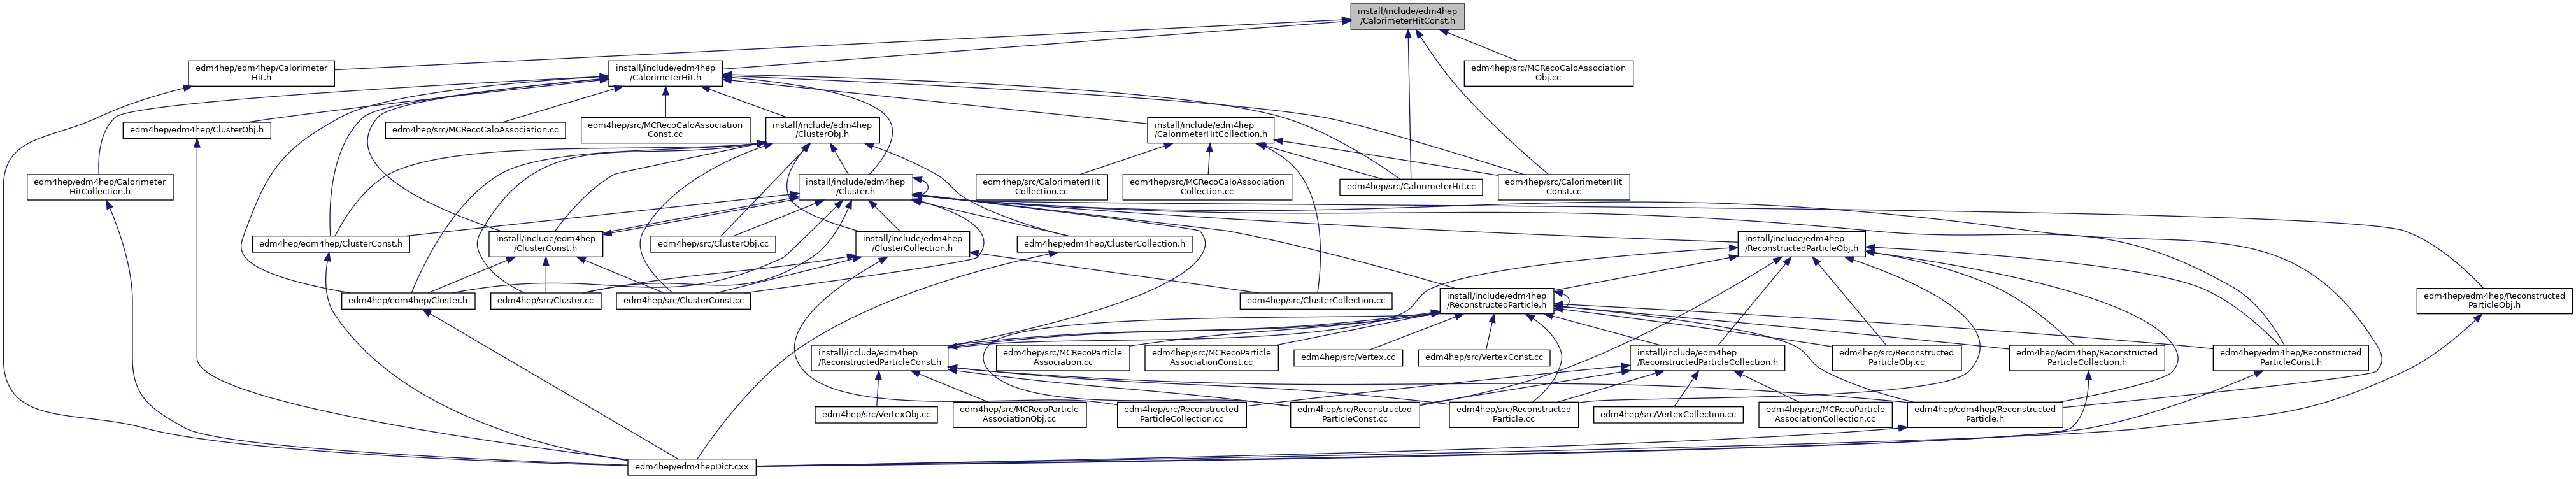 install/include/edm4hep
/CalorimeterHitConst.h
edm4hep/edm4hep/Calorimeter
Hit.h
install/include/edm4hep
/CalorimeterHit.h
edm4hep/src/MCRecoCaloAssociation
Obj.cc
edm4hep/edm4hep/ClusterObj.h
edm4hep/src/MCRecoCaloAssociation.cc
edm4hep/src/MCRecoCaloAssociation
Const.cc
install/include/edm4hep
/ClusterObj.h
install/include/edm4hep
/CalorimeterHitCollection.h
edm4hep/edm4hep/Calorimeter
HitCollection.h
install/include/edm4hep
/Cluster.h
edm4hep/src/CalorimeterHit
Collection.cc
edm4hep/src/MCRecoCaloAssociation
Collection.cc
edm4hep/src/CalorimeterHit.cc
edm4hep/src/CalorimeterHit
Const.cc
edm4hep/edm4hep/ClusterConst.h
install/include/edm4hep
/ClusterConst.h
edm4hep/src/ClusterObj.cc
install/include/edm4hep
/ClusterCollection.h
edm4hep/edm4hep/ClusterCollection.h
install/include/edm4hep
/ReconstructedParticleObj.h
edm4hep/edm4hep/Cluster.h
edm4hep/src/Cluster.cc
edm4hep/src/ClusterConst.cc
edm4hep/src/ClusterCollection.cc
install/include/edm4hep
/ReconstructedParticle.h
edm4hep/edm4hep/Reconstructed
ParticleObj.h
install/include/edm4hep
/ReconstructedParticleConst.h
edm4hep/src/MCRecoParticle
Association.cc
edm4hep/src/MCRecoParticle
AssociationConst.cc
edm4hep/src/Vertex.cc
edm4hep/src/VertexConst.cc
install/include/edm4hep
/ReconstructedParticleCollection.h
edm4hep/src/Reconstructed
ParticleObj.cc
edm4hep/edm4hep/Reconstructed
ParticleCollection.h
edm4hep/edm4hep/Reconstructed
ParticleConst.h
edm4hep/src/VertexObj.cc
edm4hep/src/MCRecoParticle
AssociationObj.cc
edm4hep/src/Reconstructed
ParticleCollection.cc
edm4hep/src/Reconstructed
ParticleConst.cc
edm4hep/src/Reconstructed
Particle.cc
edm4hep/src/VertexCollection.cc
edm4hep/src/MCRecoParticle
AssociationCollection.cc
edm4hep/edm4hep/Reconstructed
Particle.h
edm4hep/edm4hepDict.cxx